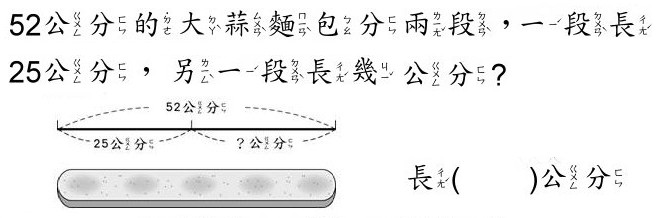 52公分的大蒜麵包分兩段，一段長
25公分，另一段長幾公分？
52公分
25公分 ？公分
長( )公分